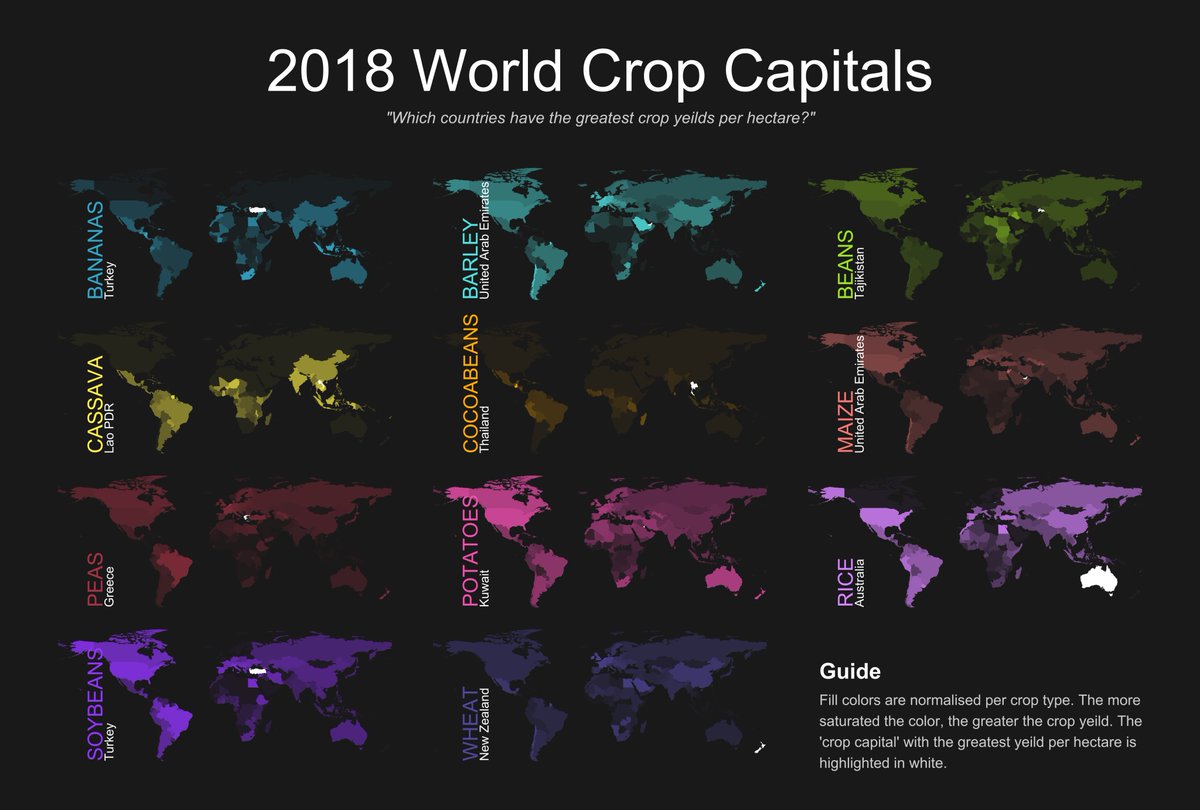 2018 World Crop Capitals
"Which countries have the greatest crop yeilds per hectare?"
BANANAS
Turkey
BARLEY
United Arab Emirates
BEANS
Tajikistan
CASSAVA
Lao PDR
COCOABEANS
Thailand
MAIZE
United Arab Emirates
PEAS
Greece
POTATOES
Kuwait
RICE
Australia
SOYBEANS
Turkey
WHEAT
New Zealand
Guide
Fill colors are normalised per crop type. The more
saturated the color, the greater the crop yeild. The
'crop capital' with the greatest yeild per hectare is
highlighted in white.